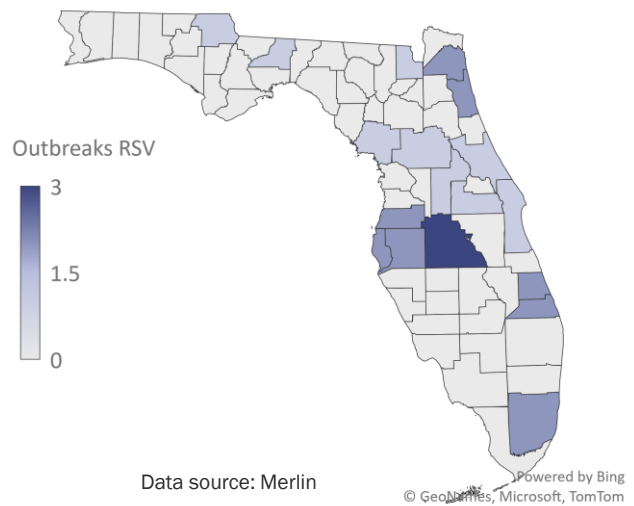 Outbreaks RSV
3
1.5
0
Data source: Merlin
Powered by Bing
© GeoNames, Microsoft, TomTom